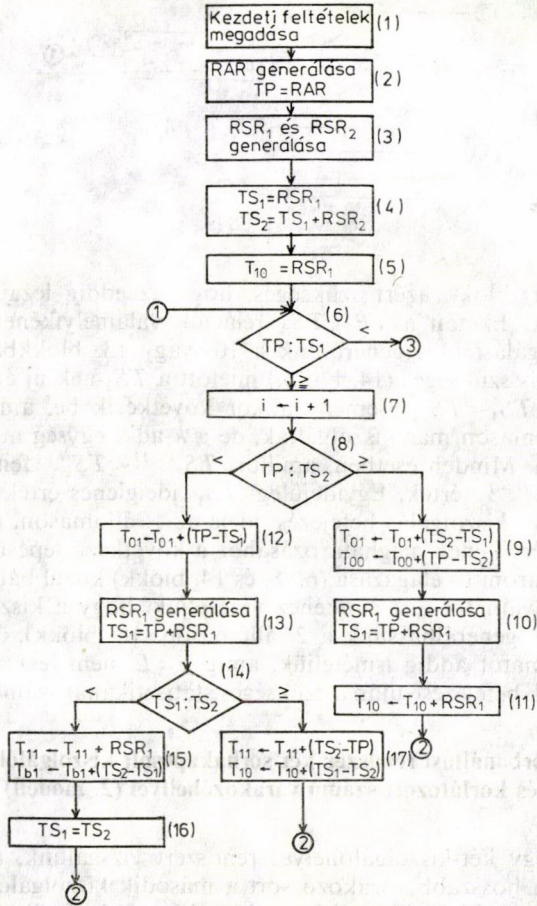 Kezdeti feltételek
megadása
(1)
RAR generálása
TP = RAR
(2)
RSR₁ és RSR₂
generálása
(3)
TS₁ = RSR₁
TS₂ = TS₁ + RSR₂
(4)
T₁₀ = RSR₁
(5)
1
(6)
TP : TS₁
<
3
≧
i ← i + 1
(7)
(8)
<
TP : TS₂
≥
T₀₁ ← T₀₁ + (TP-TS₁)
(12)
T₀₁ ← T₀₁ + (TS₂-TS₁)
T₀₀ ← T₀₀ + (TP-TS₂)
(9)
RSR₁ generálása
TS₁ = TP + RSR₁
(13)
RSR₁ generálása
TS₁ = TP + RSR₁
(10)
(14)
<
TS₁ : TS₂
≥
T₁₀ ← T₁₀ + RSR₁
(11)
2
T₁₁ ← T₁₁ + RSR₁
T_b1 ← T_b1 + (TS₂-TS₁)
(15)
T₁₁ ← T₁₁ + (TS₂-TP)
T₁₀ ← T₁₀ + (TS₁-TS₂)
(17)
TS₁ = TS₂
(16)
2
2